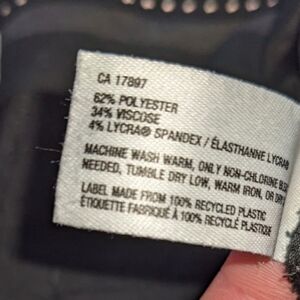 CA 17897
62% POLYESTER
34% VISCOSE
4% LYCRA® SPANDEX / ÉLASTHANNE LYCRA®
MACHINE WASH WARM, ONLY NON-CHLORINE
NEEDED, TUMBLE DRY LOW, WARM IRON, OR DRY
LABEL MADE FROM 100% RECYCLED PLASTIC
ÉTIQUETTE FABRIQUÉ À 100% RECYCLÉ PLASTIQUE